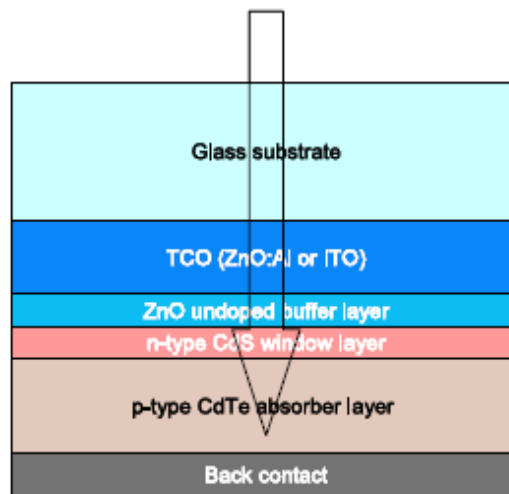 Glass substrate
TCO (ZnO:Al or ITO)
ZnO undoped buffer layer
n-type CdS window layer
p-type CdTe absorber layer
Back contact